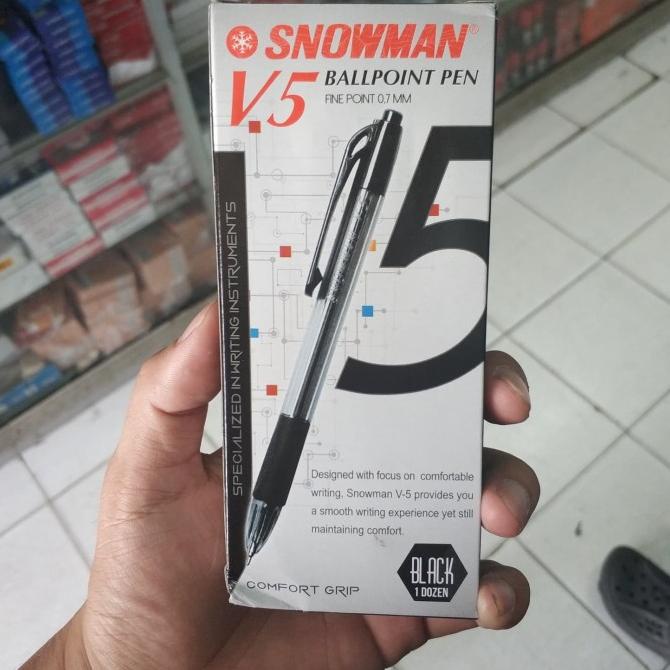 SNOWMAN®
V5 BALLPOINT PEN
FINE POINT 0.7 MM
5
SPECIALIZED IN WRITING INSTRUMENTS
Designed with focus on comfortable
writing, Snowman V-5 provides you
a smooth writing experience yet still
maintaining comfort.
BLACK
1 DOZEN
COMFORT GRIP